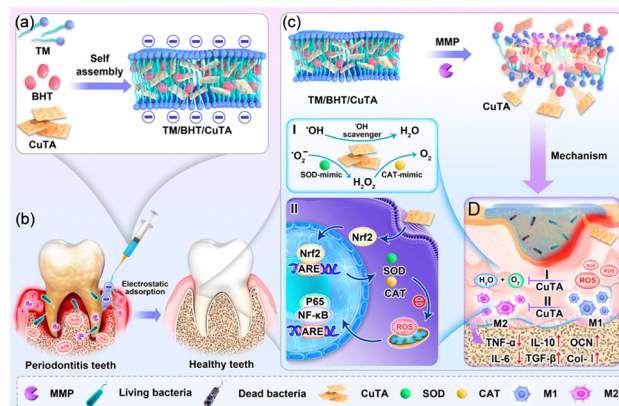 (a)
TM
BHT
CuTA
Self
assembly
TM/BHT/CuTA
(b)
Electrostatic
adsorption
Periodontitis teeth
Healthy teeth
(c)
TM/BHT/CuTA
MMP
CuTA
Mechanism
I
·OH
·OH
scavenger
H₂O
·O₂⁻
SOD-mimic
H₂O₂
CAT-mimic
O₂
II
Nrf2
Nrf2
ARE
SOD
CAT
P65
NF-κB
ARE
ROS
D
H₂O + O₂
I
CuTA
ROS
ROS
ROS
II
CuTA
M2
M1
TNF-α↓ IL-10↑ OCN↑
IL-6 ↓ TGF-β↑ Col- I↑
MMP
Living bacteria
Dead bacteria
CuTA
SOD
CAT
M1
M2